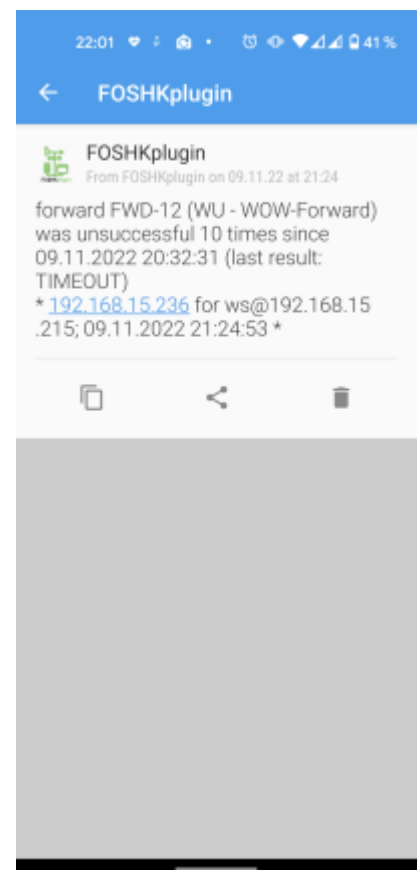 22:01 41%
FOSHKplugin
FOSHKplugin
From FOSHKplugin on 09.11.22 at 21:24
forward FWD-12 (WU - WOW-Forward)
was unsuccessful 10 times since
09.11.2022 20:32:31 (last result:
TIMEOUT)
* 192.168.15.236 for ws@192.168.15
.215; 09.11.2022 21:24:53 *